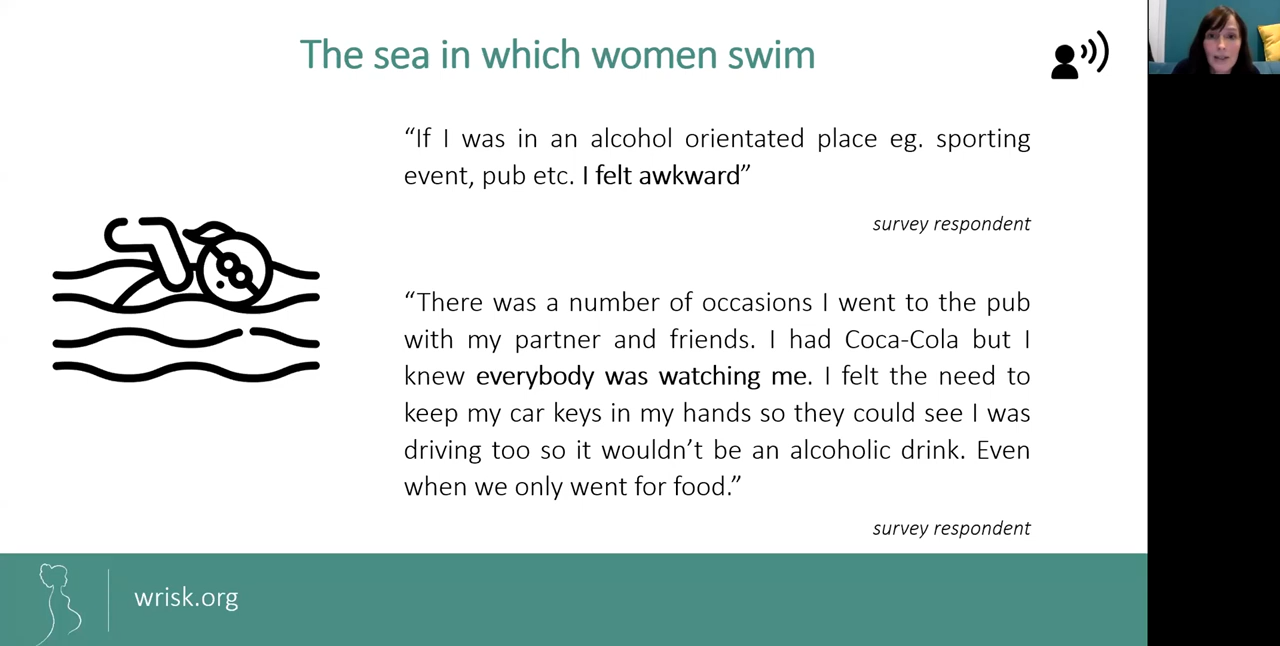 The sea in which women swim
“If I was in an alcohol orientated place eg. sporting
event, pub etc. I felt awkward”
survey respondent
“There was a number of occasions I went to the pub
with my partner and friends. I had Coca-Cola but I
knew everybody was watching me. I felt the need to
keep my car keys in my hands so they could see I was
driving too so it wouldn’t be an alcoholic drink. Even
when we only went for food.”
survey respondent
wrisk.org